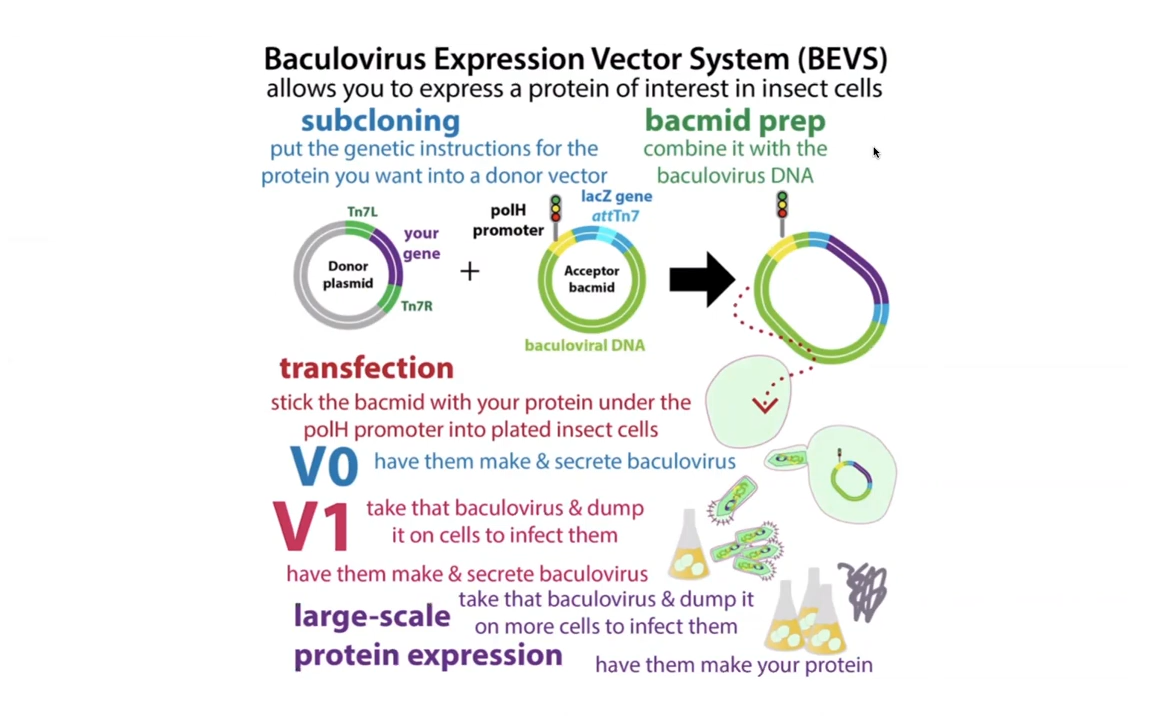 Baculovirus Expression Vector System (BEVS)
allows you to express a protein of interest in insect cells
subcloning
put the genetic instructions for the
protein you want into a donor vector
bacmid prep
combine it with the
baculovirus DNA
Tn7L
your
gene
Donor
plasmid
Tn7R
+
polH
promoter
lacZ gene
attTn7
Acceptor
bacmid
baculoviral DNA
transfection
stick the bacmid with your protein under the
polH promoter into plated insect cells
V0 have them make & secrete baculovirus
V1 take that baculovirus & dump
it on cells to infect them
have them make & secrete baculovirus
large-scale
protein expression
take that baculovirus & dump it
on more cells to infect them
have them make your protein